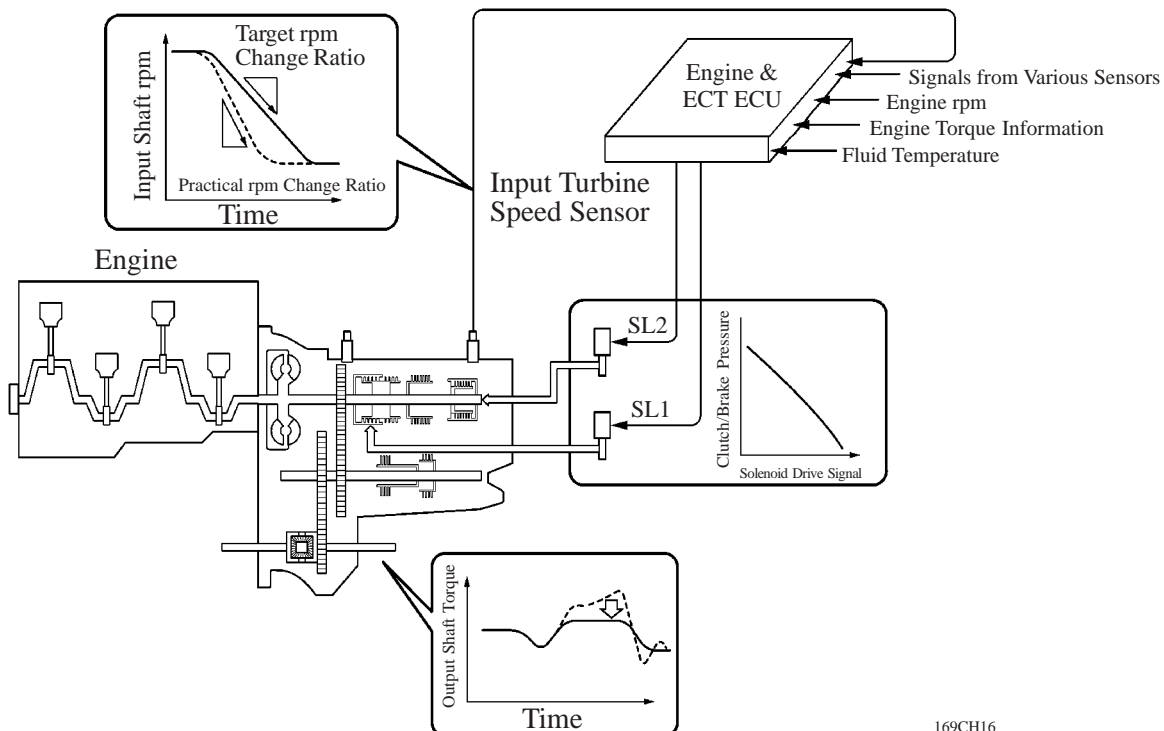 Target rpm
Change Ratio
Input Shaft rpm
Practical rpm Change Ratio
Time
Engine &
ECT ECU
Signals from Various Sensors
Engine rpm
Engine Torque Information
Fluid Temperature
Input Turbine
Speed Sensor
Engine
SL2
SL1
Clutch/Brake Pressure
Solenoid Drive Signal
Output Shaft Torque
Time
169CH16